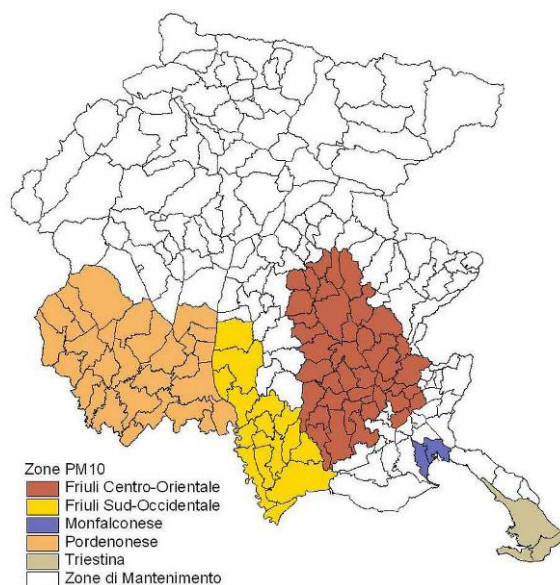 Zone PM10
Friuli Centro-Orientale
Friuli Sud-Occidentale
Monfalconese
Pordenonese
Triestina
Zone di Mantenimento